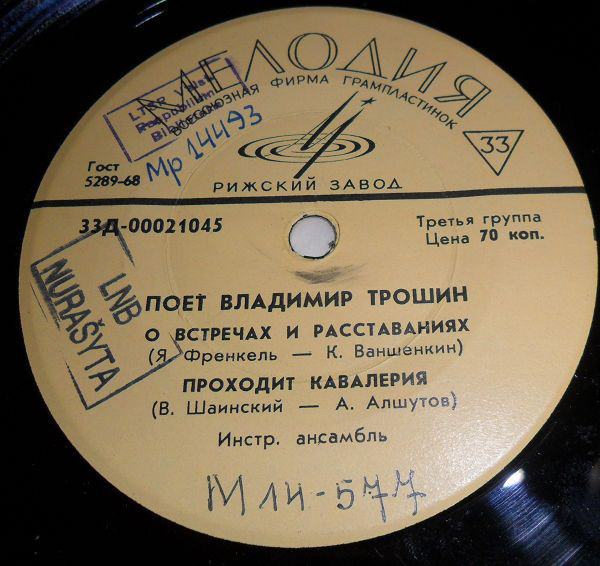 МЕЛОДИЯ
ВСЕСОЮЗНАЯ ФИРМА ГРАМПЛАСТИНОК
Мр 14493
33
Гост
5289-68
РИЖСКИЙ ЗАВОД
33Д-00021045
Третья группа
Цена 70 коп.
LNB
NURAŠYTA
ПОЕТ ВЛАДИМИР ТРОШИН
О ВСТРЕЧАХ И РАССТАВАНИЯХ
(Я. Френкель — К. Ваншенкин)
ПРОХОДИТ КАВАЛЕРИЯ
(В. Шаинский — А. Алшутов)
Инстр. ансамбль
М14-577